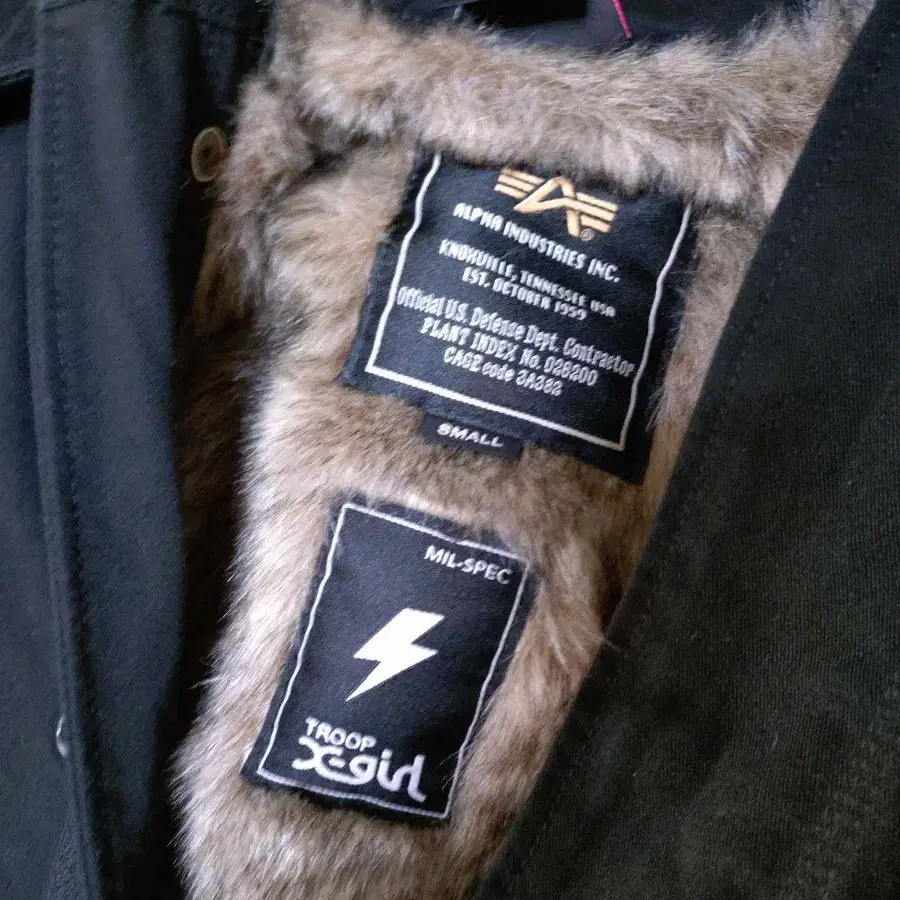 ALPHA INDUSTRIES INC.
KNOXVILLE, TENNESSEE USA
EST. OCTOBER 1959
Official U.S. Defense Dept. Contractor
PLANT INDEX No. 026200
CAGE code 3A382
SMALL
MIL-SPEC
TROOP
X-girl